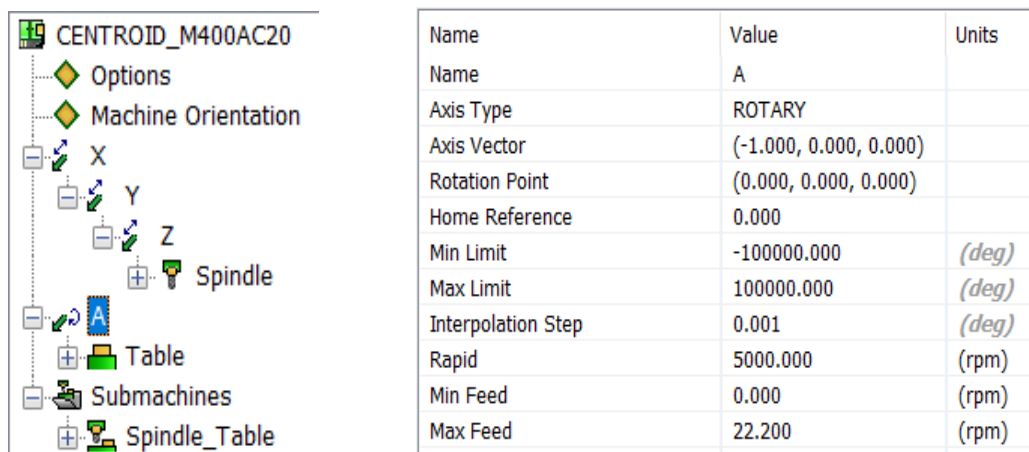 CENTROID_M400AC20
Options
Machine Orientation
X
Y
Z
Spindle
A
Table
Submachines
Spindle_Table
Name Value Units
Name A
Axis Type ROTARY
Axis Vector (-1.000, 0.000, 0.000)
Rotation Point (0.000, 0.000, 0.000)
Home Reference 0.000
Min Limit -100000.000 (deg)
Max Limit 100000.000 (deg)
Interpolation Step 0.001 (deg)
Rapid 5000.000 (rpm)
Min Feed 0.000 (rpm)
Max Feed 22.200 (rpm)